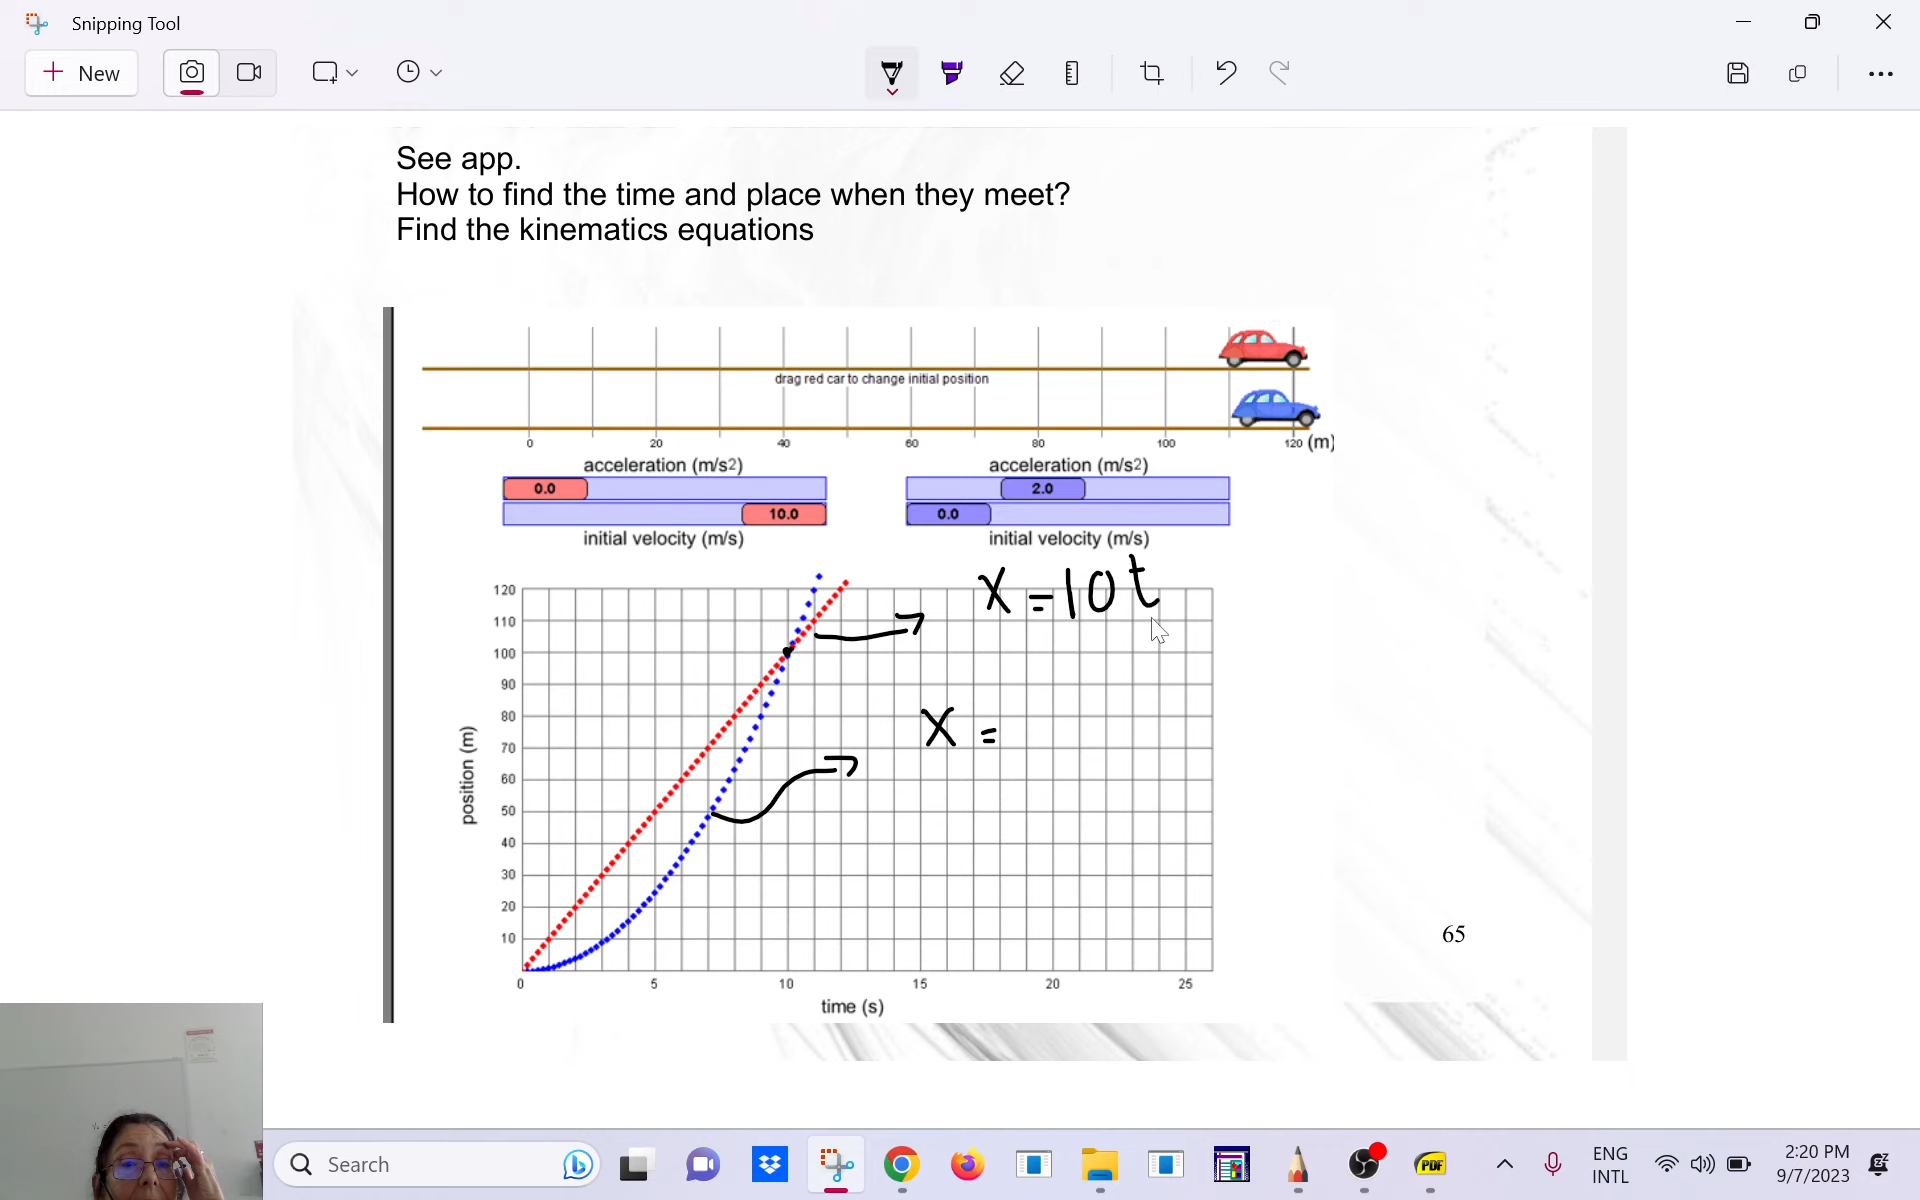 Snipping Tool
New
See app.
How to find the time and place when they meet?
Find the kinematics equations
drag red car to change initial position
0 20 40 60 80 100 120 (m)
acceleration (m/s2) acceleration (m/s2)
0.0 2.0
10.0 0.0
initial velocity (m/s) initial velocity (m/s)
x = 10 t
x =
120
110
100
90
80
70
60
50
40
30
20
10
position (m)
0 5 10 15 20 25
time (s)
65
Search
PDF
ENG
INTL
2:20 PM
9/7/2023